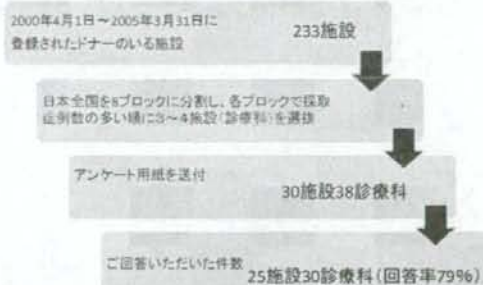 2000年4月1日~2005年3月31日に
登録されたドナーのいる施設
233施設
日本全国を8ブロックに分割し、各ブロックで採取
症例数の多い順に3~4施設(診療科)を選抜
アンケート用紙を送付
30施設38診療科
ご回答いただいた件数
25施設30診療科(回答率79%)